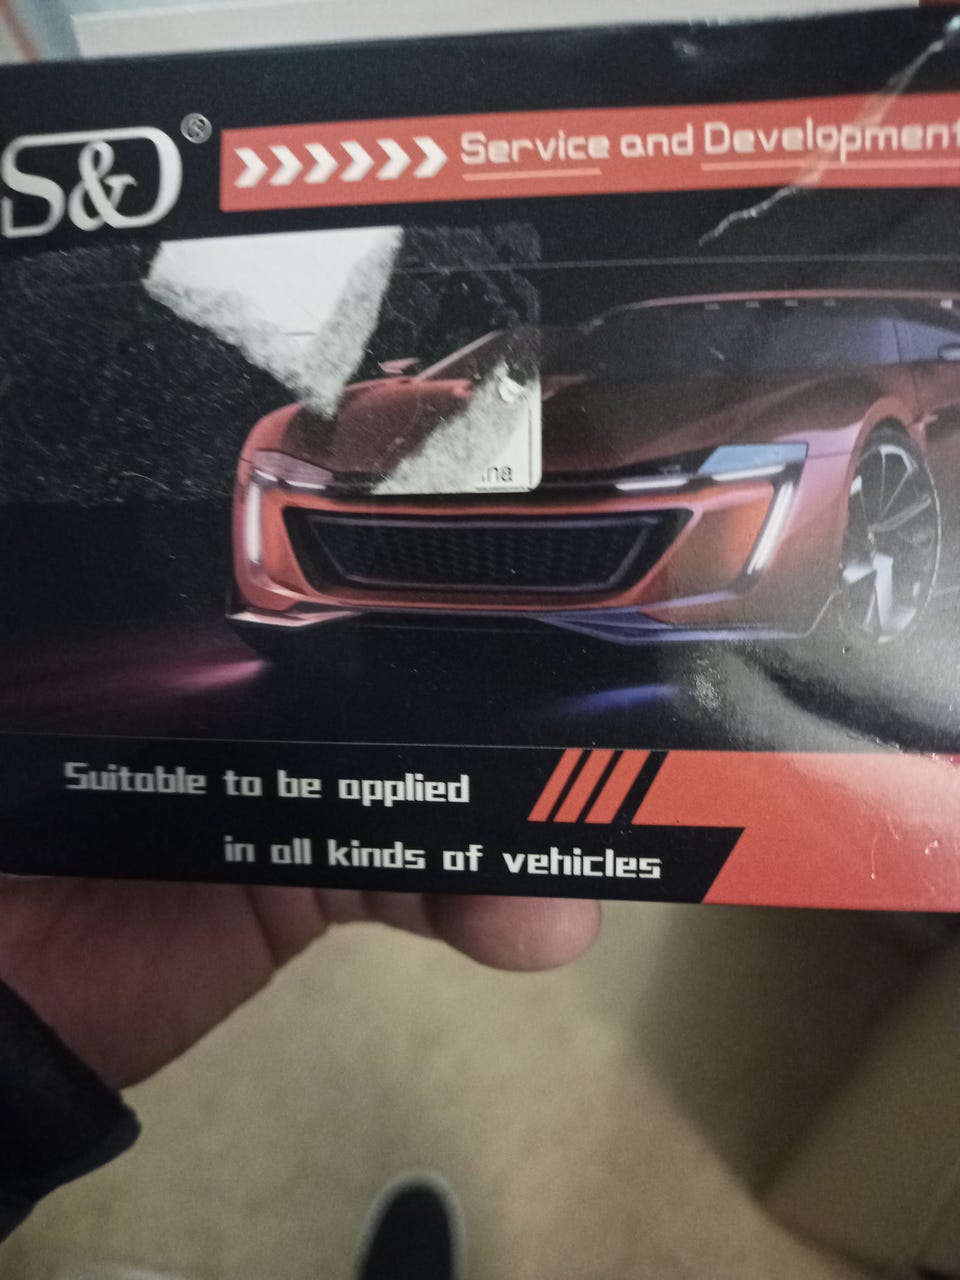 S&D ®
Service and Development
Suitable to be applied
in all kinds of vehicles